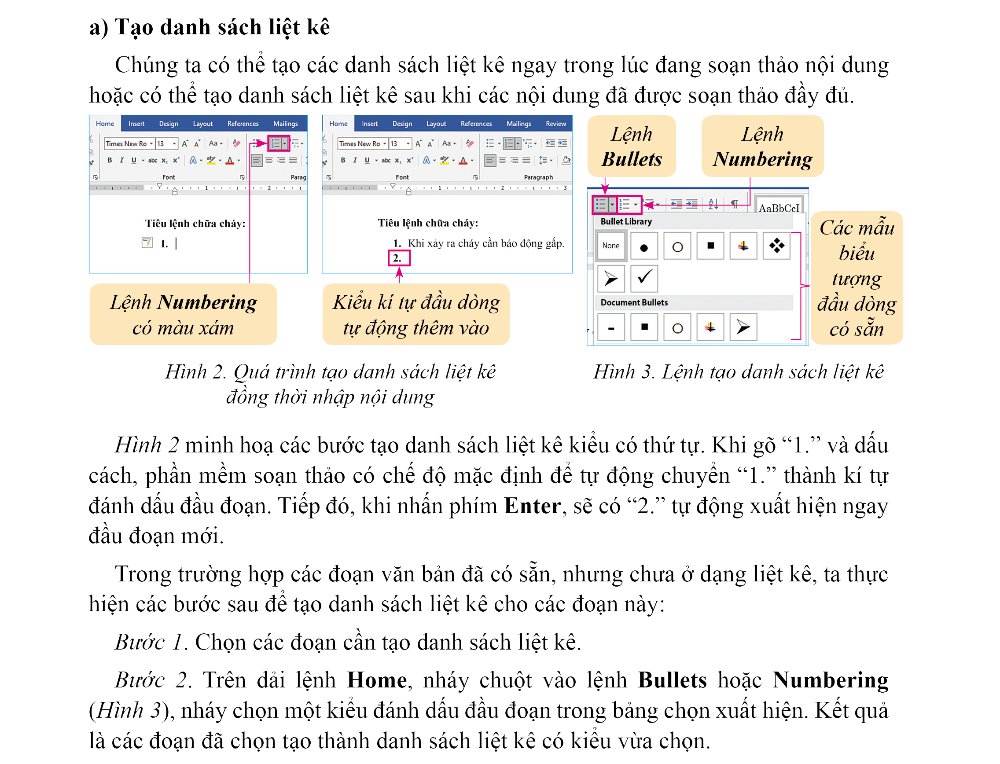 a) Tạo danh sách liệt kê
Chúng ta có thể tạo các danh sách liệt kê ngay trong lúc đang soạn thảo nội dung
hoặc có thể tạo danh sách liệt kê sau khi các nội dung đã được soạn thảo đầy đủ.
Home Insert Design Layout References Mailings
Times New Ro 13 Aa
B I U abc x₂ x² A aby A
Font Parag
1 2
Tiêu lệnh chữa cháy:
1.
Lệnh Numbering
có màu xám
Home Insert Design Layout References Mailings Review
Times New Ro 13 Aa
B I U abc x₂ x² A aby A
Font Paragraph
1 2 3
Tiêu lệnh chữa cháy:
1. Khi xảy ra cháy cần báo động gấp.
2.
Kiểu kí tự đầu dòng
tự động thêm vào
Hình 2. Quá trình tạo danh sách liệt kê
đồng thời nhập nội dung
Lệnh
Bullets
Lệnh
Numbering
AaBbCcI
Bullet Library
None
Document Bullets
Các mẫu
biểu
tượng
đầu dòng
có sẵn
Hình 3. Lệnh tạo danh sách liệt kê
Hình 2 minh hoạ các bước tạo danh sách liệt kê kiểu có thứ tự. Khi gõ “1.” và dấu
cách, phần mềm soạn thảo có chế độ mặc định để tự động chuyển “1.” thành kí tự
đánh dấu đầu đoạn. Tiếp đó, khi nhấn phím Enter, sẽ có “2.” tự động xuất hiện ngay
đầu đoạn mới.
Trong trường hợp các đoạn văn bản đã có sẵn, nhưng chưa ở dạng liệt kê, ta thực
hiện các bước sau để tạo danh sách liệt kê cho các đoạn này:
Bước 1. Chọn các đoạn cần tạo danh sách liệt kê.
Bước 2. Trên dải lệnh Home, nháy chuột vào lệnh Bullets hoặc Numbering
(Hình 3), nháy chọn một kiểu đánh dấu đầu đoạn trong bảng chọn xuất hiện. Kết quả
là các đoạn đã chọn tạo thành danh sách liệt kê có kiểu vừa chọn.